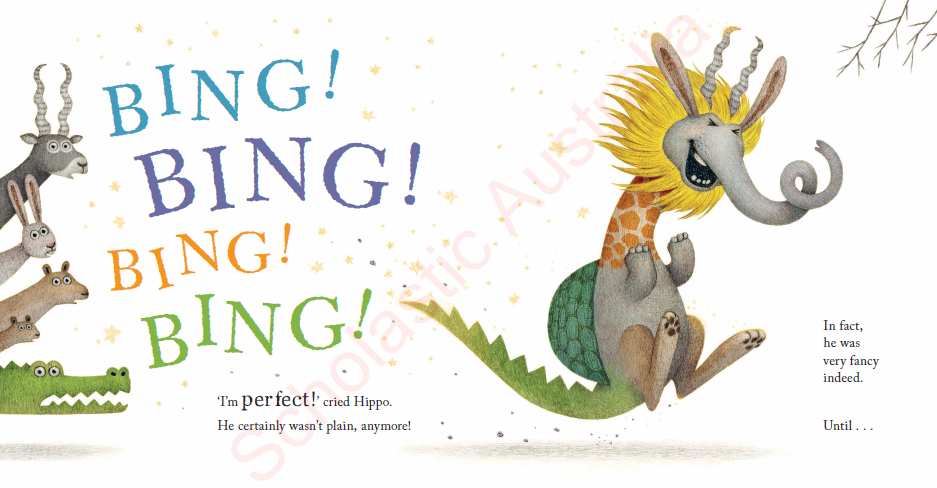 BING!
BING!
BING!
BING!
‘I’m perfect!’ cried Hippo.
He certainly wasn’t plain, anymore!
In fact,
he was
very fancy
indeed.
Until . . .
Scholastic Australia